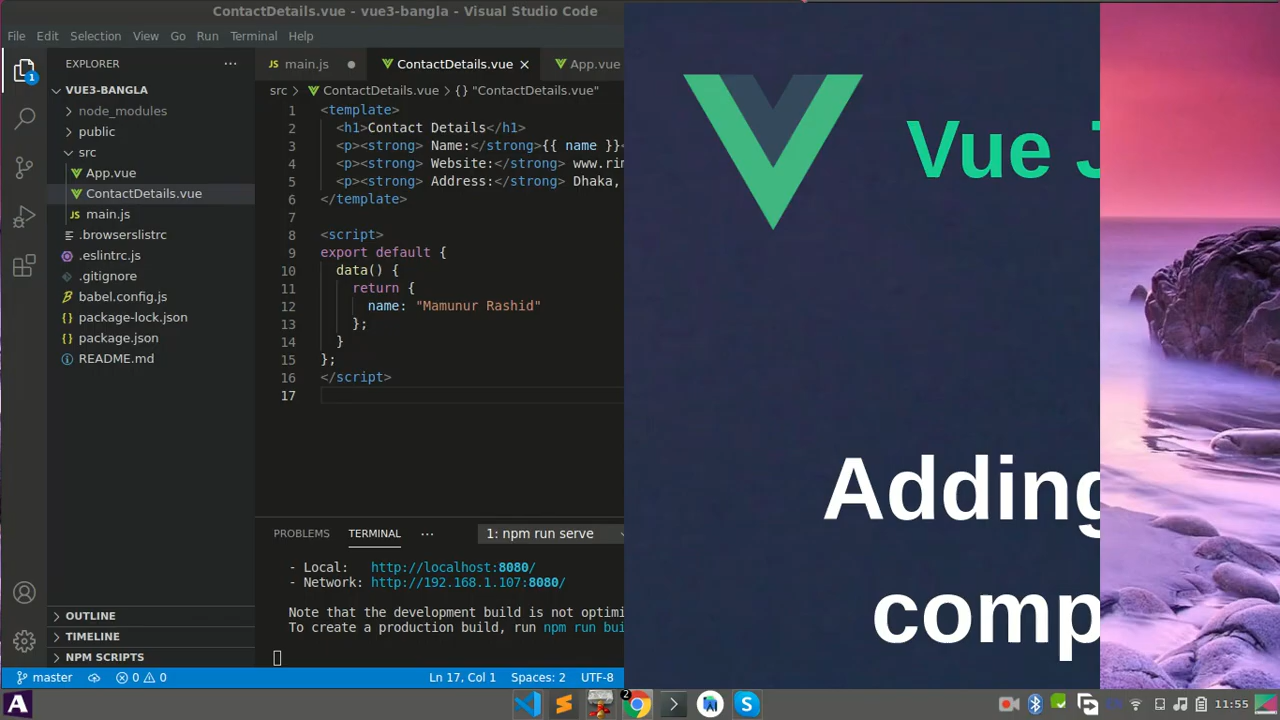 ContactDetails.vue - vue3-bangla - Visual Studio Code
File Edit Selection View Go Run Terminal Help
EXPLORER
VUE3-BANGLA
node_modules
public
src
App.vue
ContactDetails.vue
main.js
.browserslistrc
.eslintrc.js
.gitignore
babel.config.js
package-lock.json
package.json
README.md
OUTLINE
TIMELINE
NPM SCRIPTS
1
main.js ContactDetails.vue App.vue
src > ContactDetails.vue > {} "ContactDetails.vue"
1 <template>
2 <h1>Contact Details</h1>
3 <p><strong> Name:</strong>{{ name }}<
4 <p><strong> Website:</strong> www.rim
5 <p><strong> Address:</strong> Dhaka,
6 </template>
7
8 <script>
9 export default {
10 data() {
11 return {
12 name: "Mamunur Rashid"
13 };
14 }
15 };
16 </script>
17
PROBLEMS TERMINAL ··· 1: npm run serve
- Local: http://localhost:8080/
- Network: http://192.168.1.107:8080/
Note that the development build is not optimi
To create a production build, run npm run bui
master 0 0 Ln 17, Col 1 Spaces: 2 UTF-8
Vue
Adding
comp
2
11:55